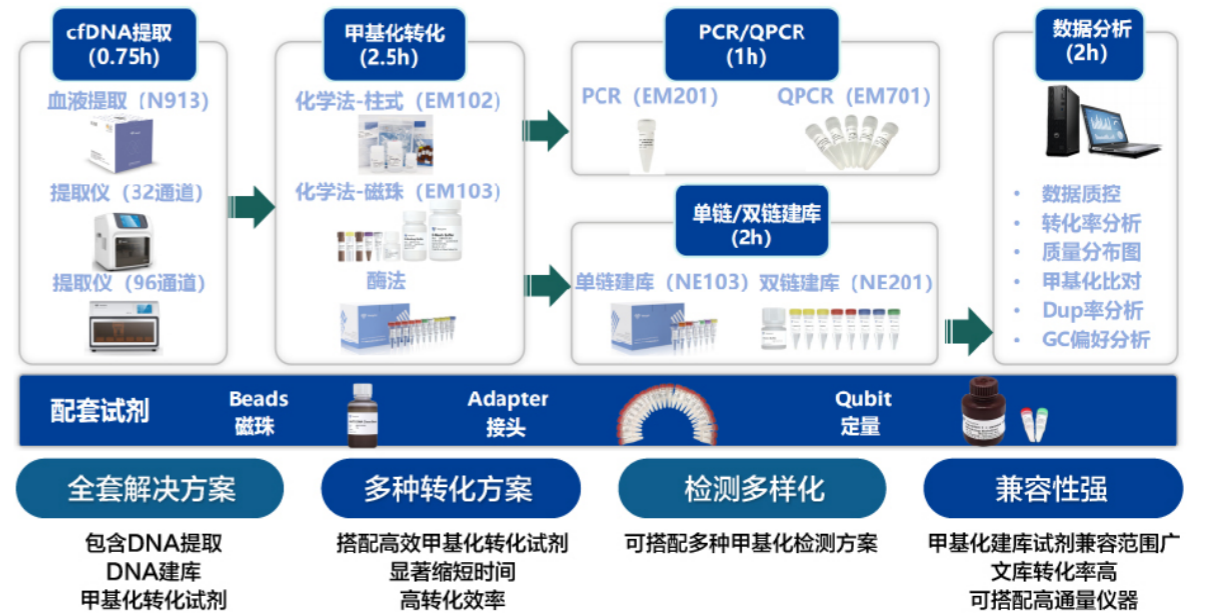 cfDNA提取
(0.75h)
血液提取（N913）
提取仪（32通道）
提取仪（96通道）
甲基化转化
(2.5h)
化学法-柱式（EM102）
化学法-磁珠（EM103）
酶法
PCR/QPCR
(1h)
PCR（EM201）
QPCR（EM701）
单链/双链建库
(2h)
单链建库（NE103）
双链建库（NE201）
数据分析
(2h)
• 数据质控
• 转化率分析
• 质量分布图
• 甲基化比对
• Dup率分析
• GC偏好分析
配套试剂
Beads
磁珠
Adapter
接头
Qubit
定量
全套解决方案
包含DNA提取
DNA建库
甲基化转化试剂
多种转化方案
搭配高效甲基化转化试剂
显著缩短时间
高转化效率
检测多样化
可搭配多种甲基化检测方案
兼容性强
甲基化建库试剂兼容范围广
文库转化率高
可搭配高通量仪器